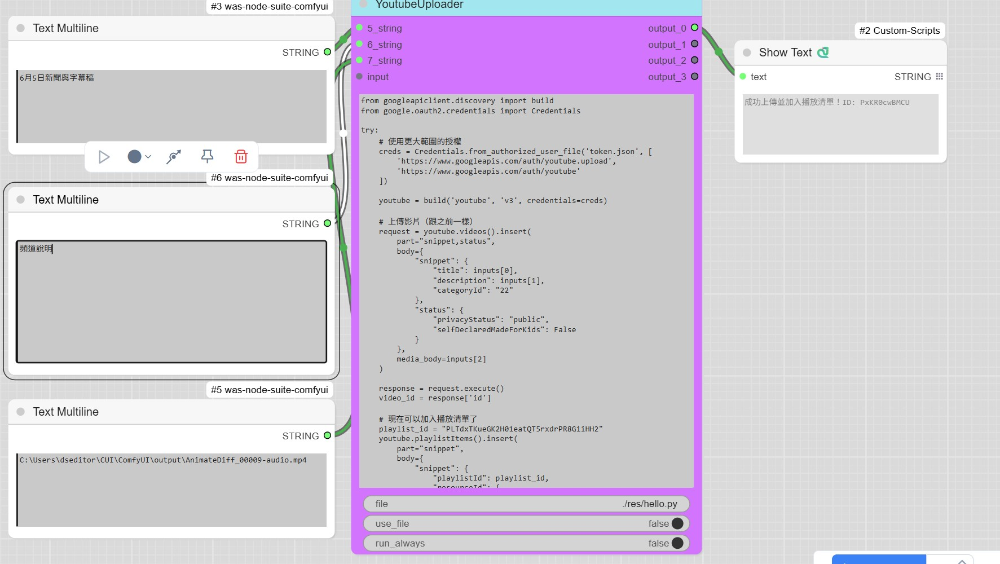 #3 was-node-suite-comfyui
Text Multiline
STRING
6月5日新聞與字幕稿
#6 was-node-suite-comfyui
Text Multiline
STRING
頻道說明
#5 was-node-suite-comfyui
Text Multiline
STRING
C:\Users\dseditor\CUI\ComfyUI\output\AnimateDiff_00009-audio.mp4
YoutubeUploader
5_string
output_0
6_string
output_1
7_string
output_2
input
output_3
from googleapiclient.discovery import build
from google.oauth2.credentials import Credentials
try:
    # 使用更大範圍的授權
    creds = Credentials.from_authorized_user_file('token.json', [
        'https://www.googleapis.com/auth/youtube.upload',
        'https://www.googleapis.com/auth/youtube'
    ])
    youtube = build('youtube', 'v3', credentials=creds)
    # 上傳影片（跟之前一樣）
    request = youtube.videos().insert(
        part="snippet,status",
        body={
            "snippet": {
                "title": inputs[0],
                "description": inputs[1],
                "categoryId": "22"
            },
            "status": {
                "privacyStatus": "public",
                "selfDeclaredMadeForKids": False
            }
        },
        media_body=inputs[2]
    )
    response = request.execute()
    video_id = response['id']
    # 現在可以加入播放清單了
    playlist_id = "PLTdxTKueGK2H01eatQT5rxdrPR8G1iHH2"
    youtube.playlistItems().insert(
        part="snippet",
        body={
            "snippet": {
                "playlistId": playlist_id,
                "resourceId": {
file
./res/hello.py
use_file
false
run_always
false
#2 Custom-Scripts
Show Text
text
STRING
成功上傳並加入播放清單！ID: PxKR0cwBMCU